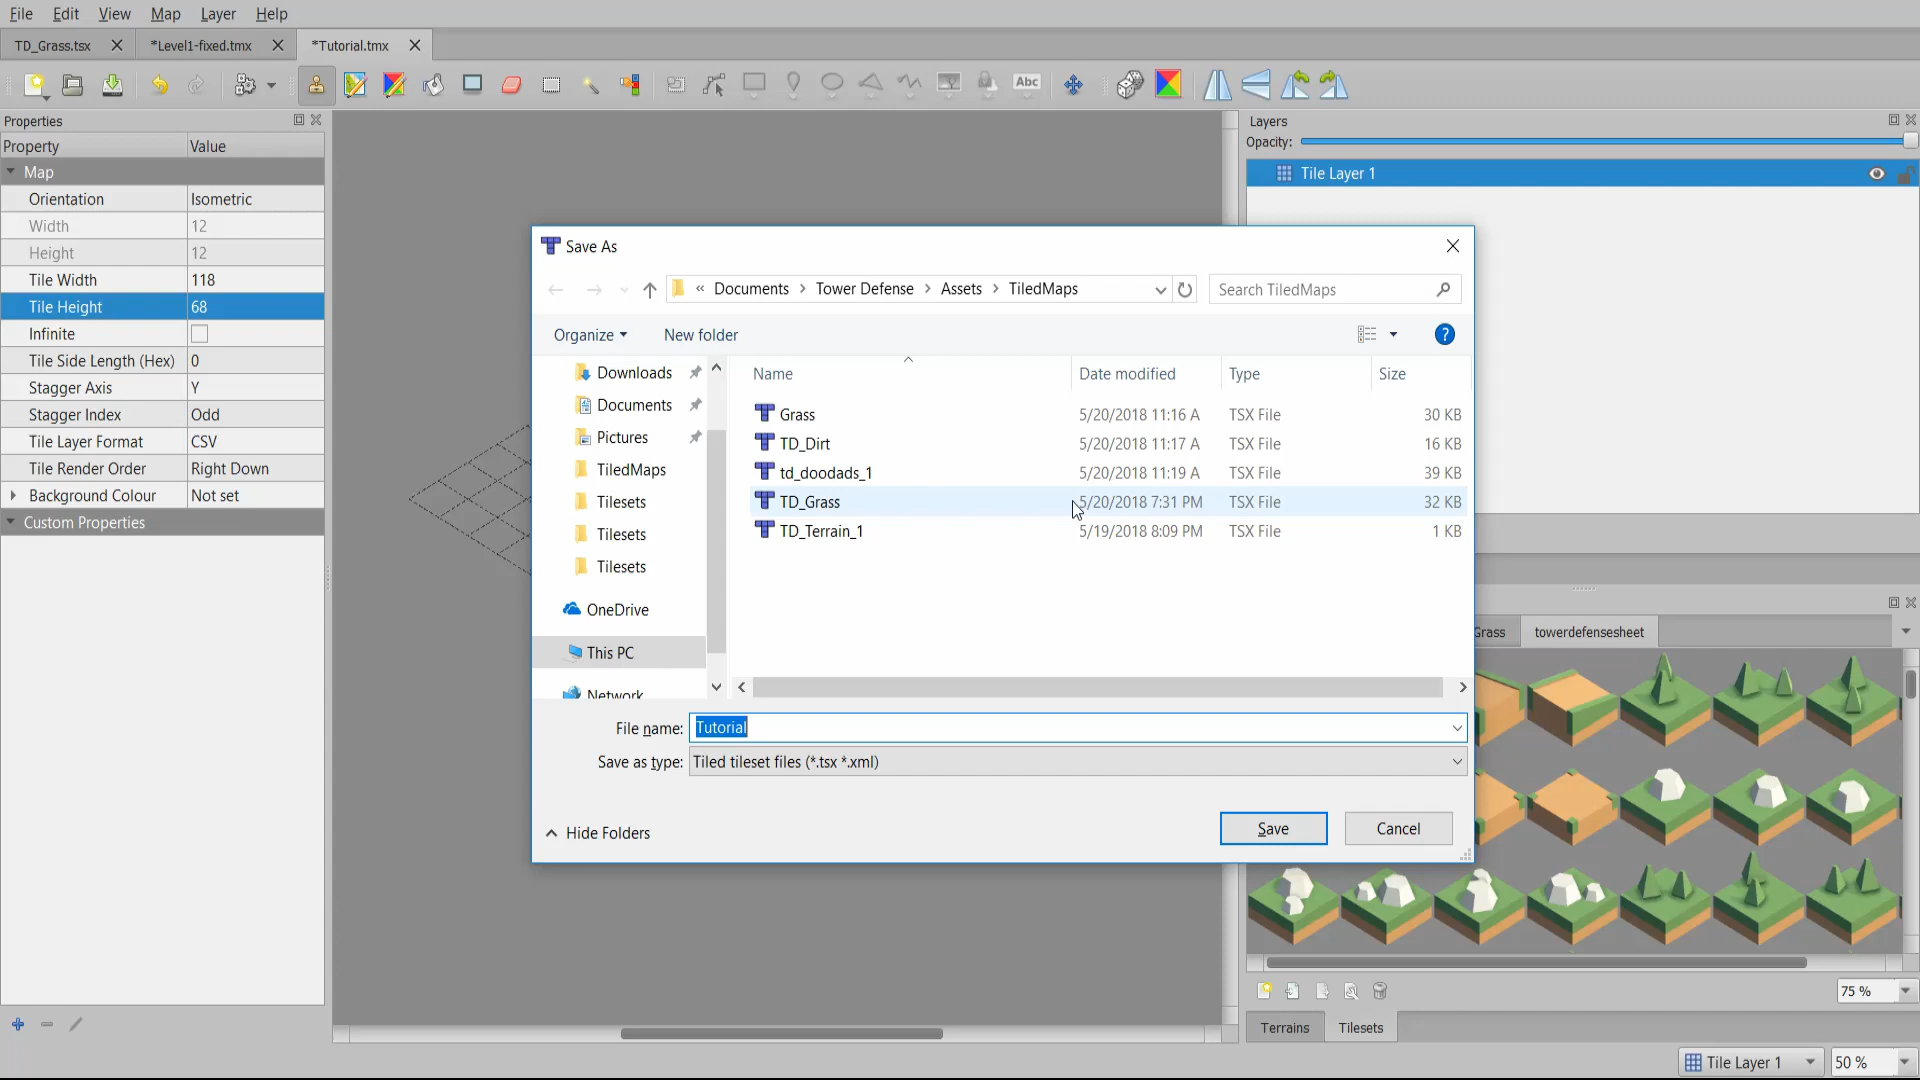 File Edit View Map Layer Help
TD_Grass.tsx *Level1-fixed.tmx *Tutorial.tmx
Abc
Properties
Property Value
Map
Orientation Isometric
Width 12
Height 12
Tile Width 118
Tile Height 68
Infinite
Tile Side Length (Hex) 0
Stagger Axis Y
Stagger Index Odd
Tile Layer Format CSV
Tile Render Order Right Down
Background Colour Not set
Custom Properties
Layers
Opacity:
Tile Layer 1
Save As
« Documents > Tower Defense > Assets > TiledMaps
Search TiledMaps
Organize New folder
Downloads
Documents
Pictures
TiledMaps
Tilesets
Tilesets
Tilesets
OneDrive
This PC
Network
Name Date modified Type Size
Grass 5/20/2018 11:16 A TSX File 30 KB
TD_Dirt 5/20/2018 11:17 A TSX File 16 KB
td_doodads_1 5/20/2018 11:19 A TSX File 39 KB
TD_Grass 5/20/2018 7:31 PM TSX File 32 KB
TD_Terrain_1 5/19/2018 8:09 PM TSX File 1 KB
File name: Tutorial
Save as type: Tiled tileset files (*.tsx *.xml)
Hide Folders
Save Cancel
Grass towerdefensesheet
75 %
Terrains Tilesets
Tile Layer 1 50 %